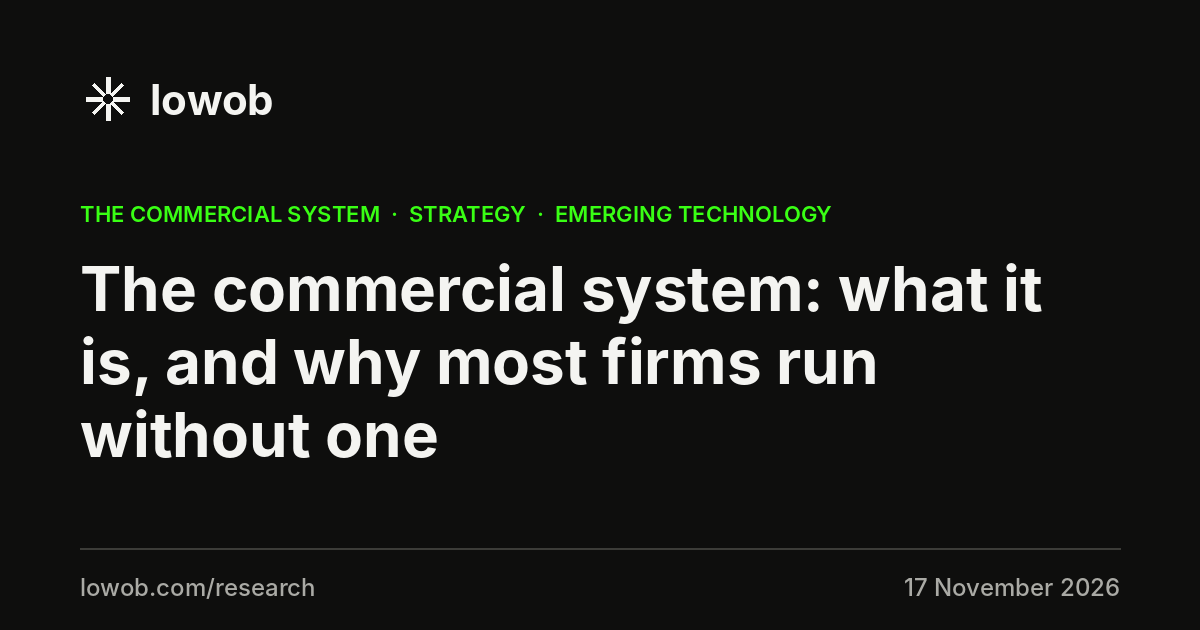 lowob
THE COMMERCIAL SYSTEM · STRATEGY · EMERGING TECHNOLOGY
The commercial system: what it
is, and why most firms run
without one
lowob.com/research
17 November 2026